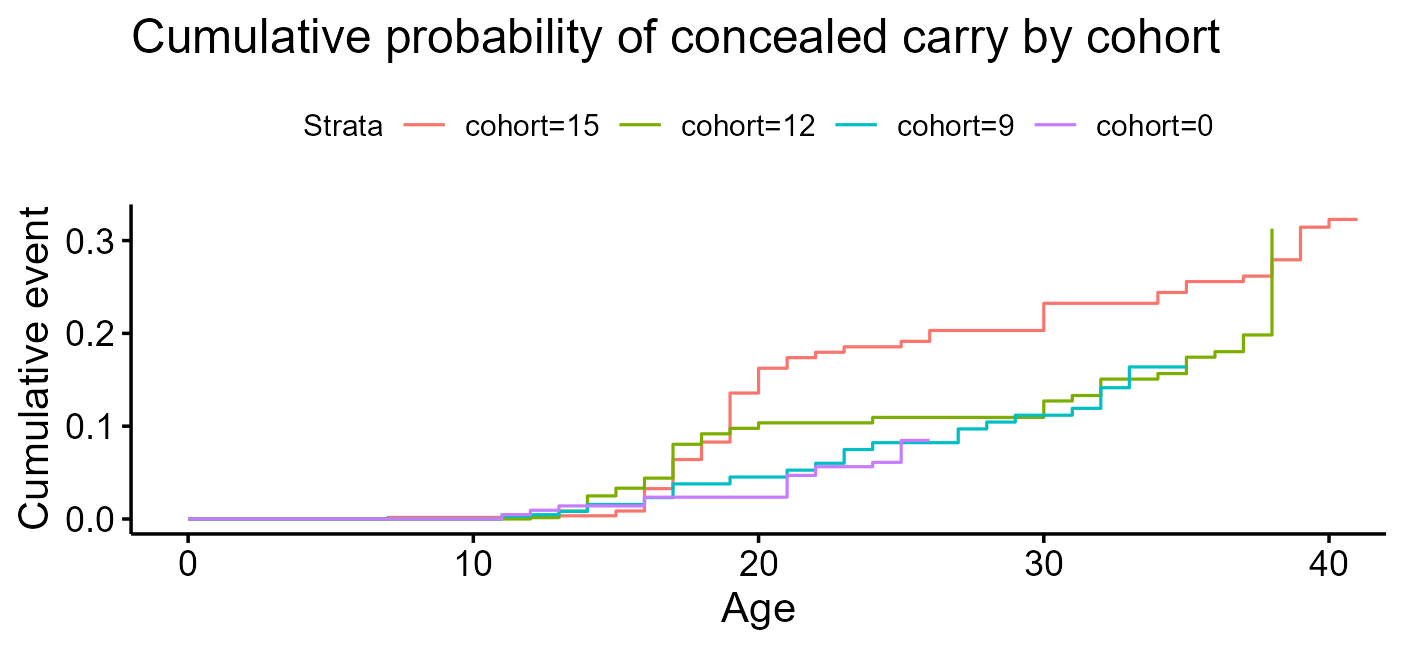 Cumulative probability of concealed carry by cohort
Strata cohort=15 cohort=12 cohort=9 cohort=0
Cumulative event
0.3
0.2
0.1
0.0
0 10 20 30 40
Age